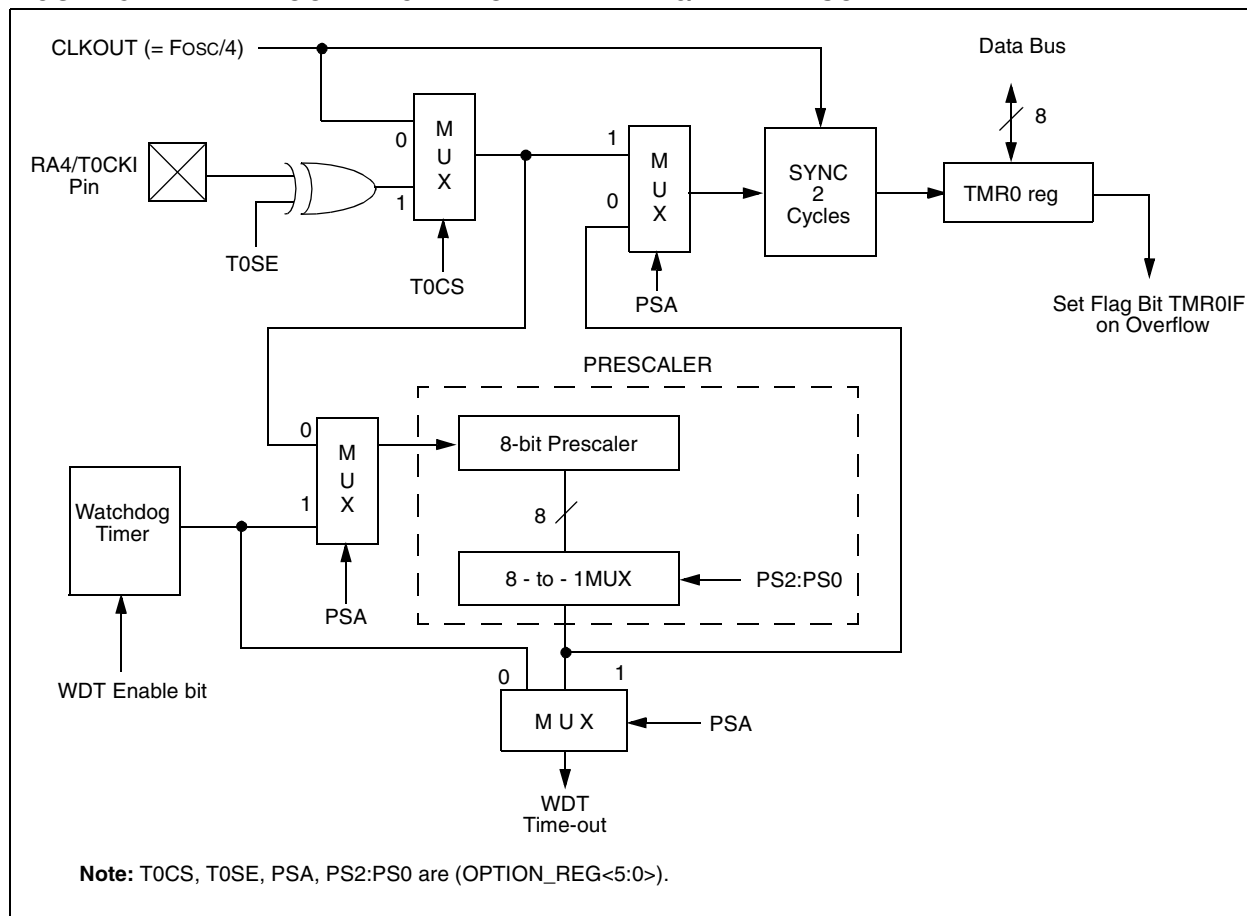 CLKOUT (= FOSC/4)
Data Bus
8
RA4/T0CKI
Pin
0
1
M
U
X
T0SE
T0CS
1
0
M
U
X
PSA
SYNC
2
Cycles
TMR0 reg
Set Flag Bit TMR0IF
on Overflow
PRESCALER
0
1
M
U
X
PSA
8-bit Prescaler
8
8 - to - 1MUX
PS2:PS0
Watchdog
Timer
WDT Enable bit
0
1
M U X
PSA
WDT
Time-out
Note: T0CS, T0SE, PSA, PS2:PS0 are (OPTION_REG<5:0>).